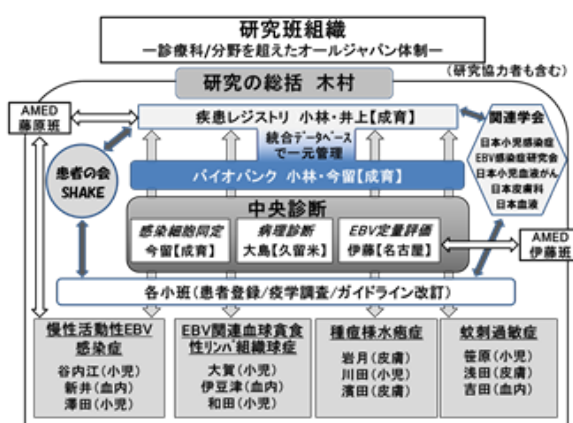 研究班組織
ー診療科/分野を超えたオールジャパン体制ー
(研究協力者も含む)
研究の総括 木村
AMED
藤原班
疾患レジストリ 小林・井上【成育】
関連学会
日本小児感染症
EBV感染症研究会
日本小児血液がん
日本皮膚科
日本血液
統合データベース
で一元管理
患者の会
SHAKE
バイオバンク 小林・今留【成育】
中央診断
感染細胞同定
今留【成育】
病理診断
大島【久留米】
EBV定量評価
伊藤【名古屋】
AMED
伊藤班
各小班(患者登録/疫学調査/ガイドライン改訂)
慢性活動性EBV
感染症
谷内江(小児)
新井(血内)
澤田(小児)
EBV関連血球貪食
性リンパ組織球症
大賀(小児)
伊豆津(血内)
和田(小児)
種痘様水疱症
岩月(皮膚)
川田(小児)
濱田(皮膚)
蚊刺過敏症
笹原(小児)
浅田(皮膚)
吉田(血内)